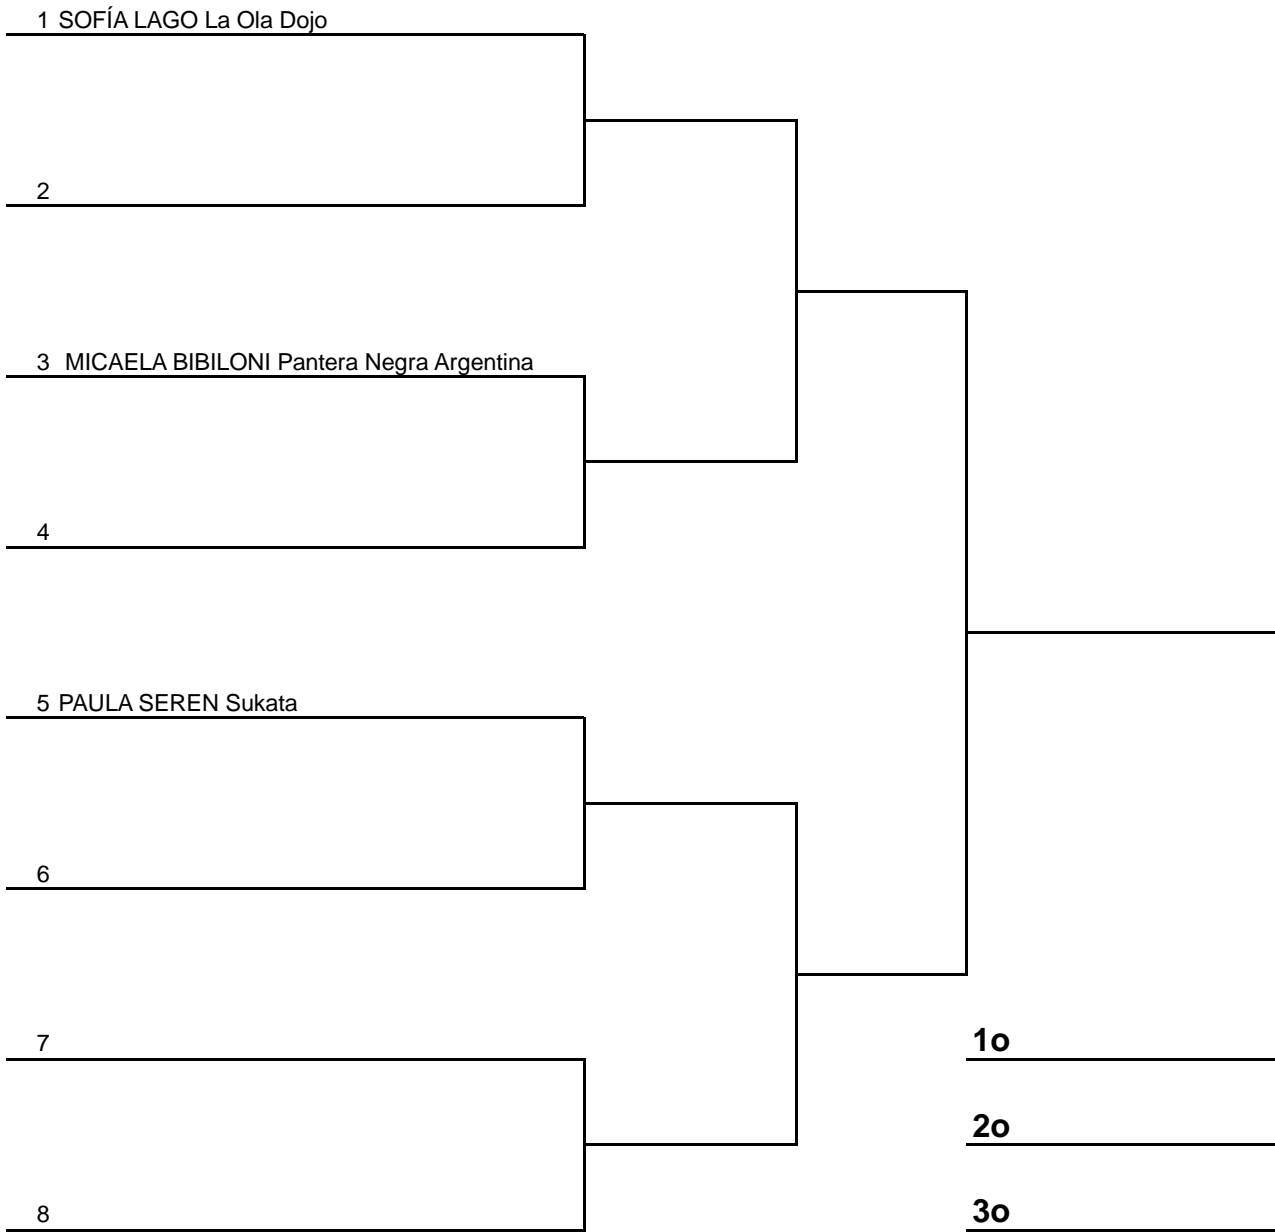 1 SOFÍA LAGO La Ola Dojo
2
3 MICAELA BIBILONI Pantera Negra Argentina
4
5 PAULA SEREN Sukata
6
7
1o
2o
8
3o